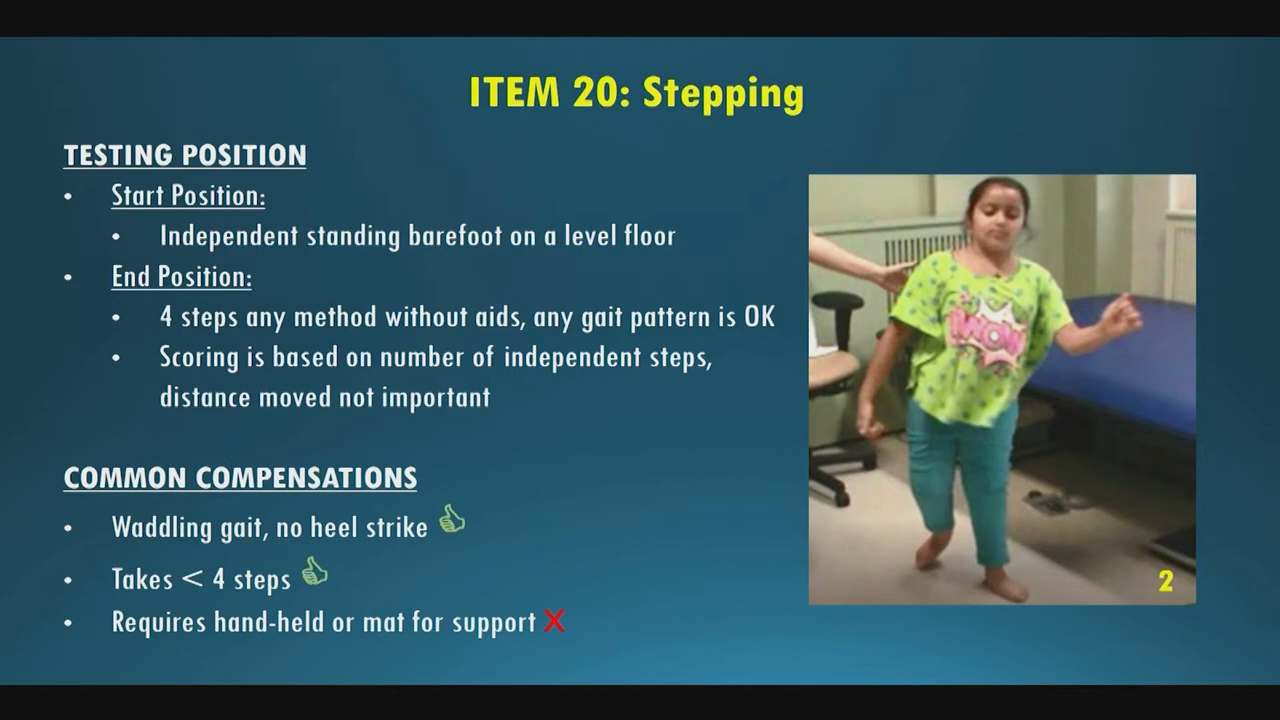 ITEM 20: Stepping
TESTING POSITION
• Start Position:
• Independent standing barefoot on a level floor
• End Position:
• 4 steps any method without aids, any gait pattern is OK
• Scoring is based on number of independent steps,
distance moved not important
COMMON COMPENSATIONS
• Waddling gait, no heel strike 👍
• Takes < 4 steps 👍
• Requires hand-held or mat for support X
WOW
2